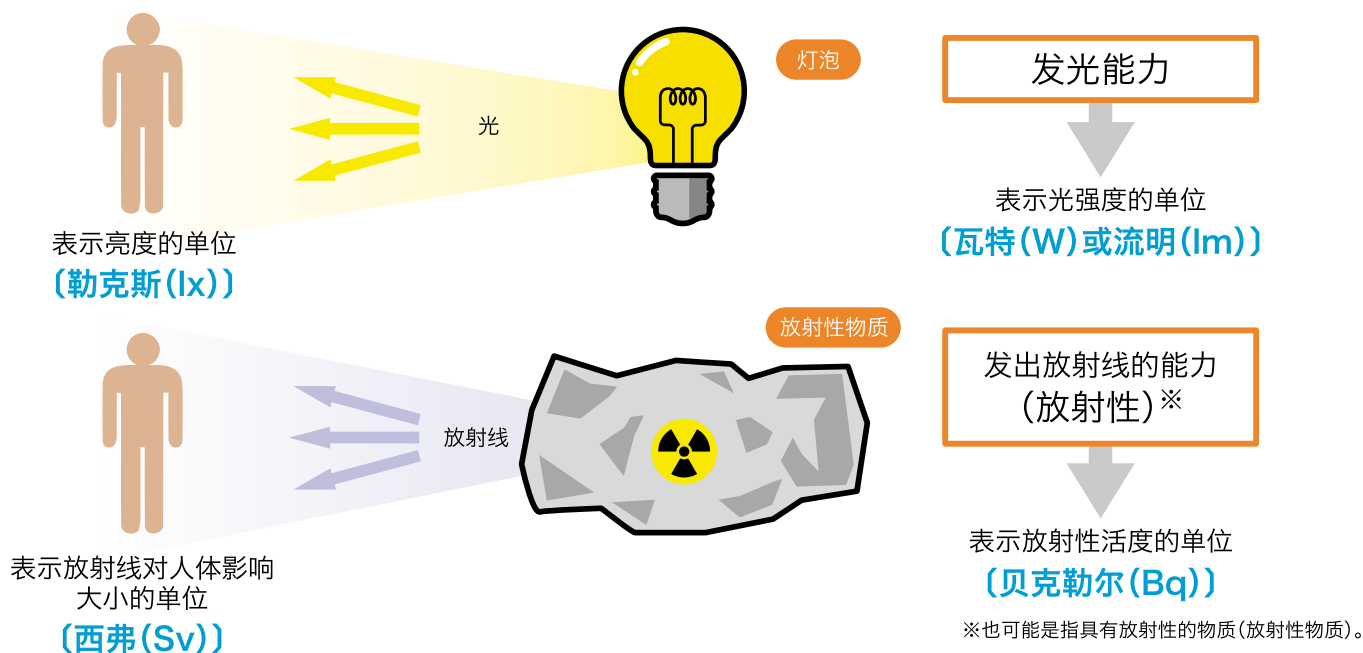 灯泡
发光能力
光
表示光强度的单位
〔瓦特(W)或流明(lm)〕
表示亮度的单位
〔勒克斯(lx)〕
放射性物质
发出放射线的能力
(放射性)※
放射线
表示放射性活度的单位
〔贝克勒尔(Bq)〕
表示放射线对人体影响
大小的单位
〔西弗(Sv)〕
※也可能是指具有放射性的物质(放射性物质)。